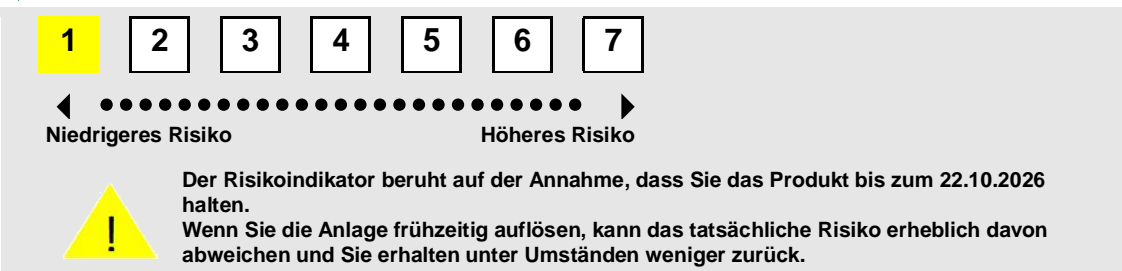 1 2 3 4 5 6 7
Niedrigeres Risiko Höheres Risiko
Der Risikoindikator beruht auf der Annahme, dass Sie das Produkt bis zum 22.10.2026
halten.
! Wenn Sie die Anlage frühzeitig auflösen, kann das tatsächliche Risiko erheblich davon
abweichen und Sie erhalten unter Umständen weniger zurück.